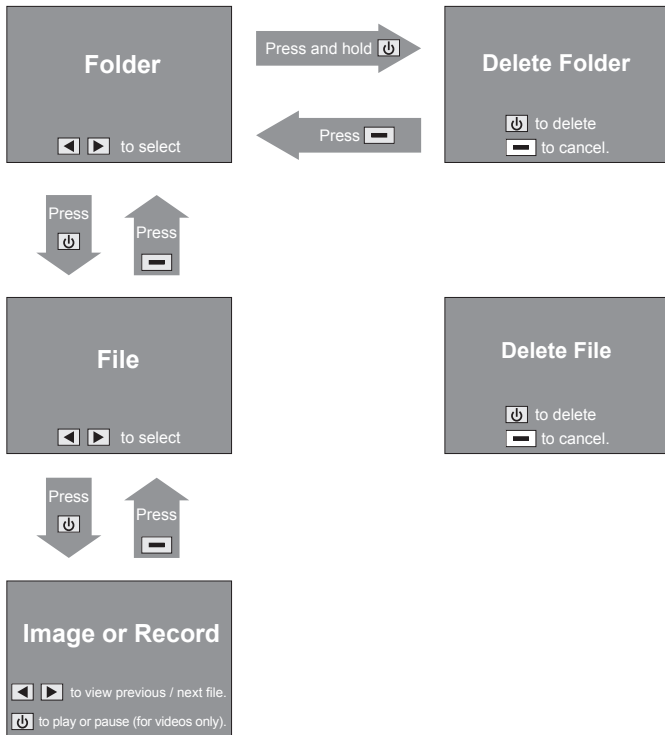 Folder
to select
Press and hold
Press
Delete Folder
to delete
to cancel.
Press
Press
File
to select
Delete File
to delete
to cancel.
Press
Press
Image or Record
to view previous / next file.
to play or pause (for videos only).